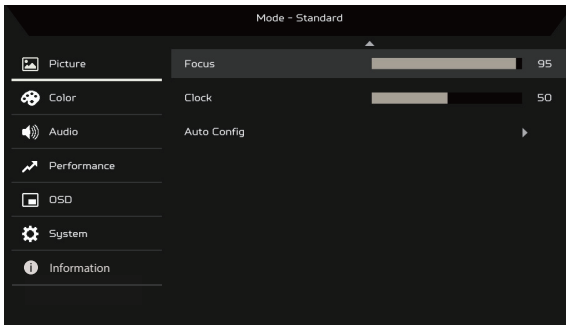 Mode - Standard
Picture
Focus 95
Color
Clock 50
Audio
Auto Config
Performance
OSD
System
Information